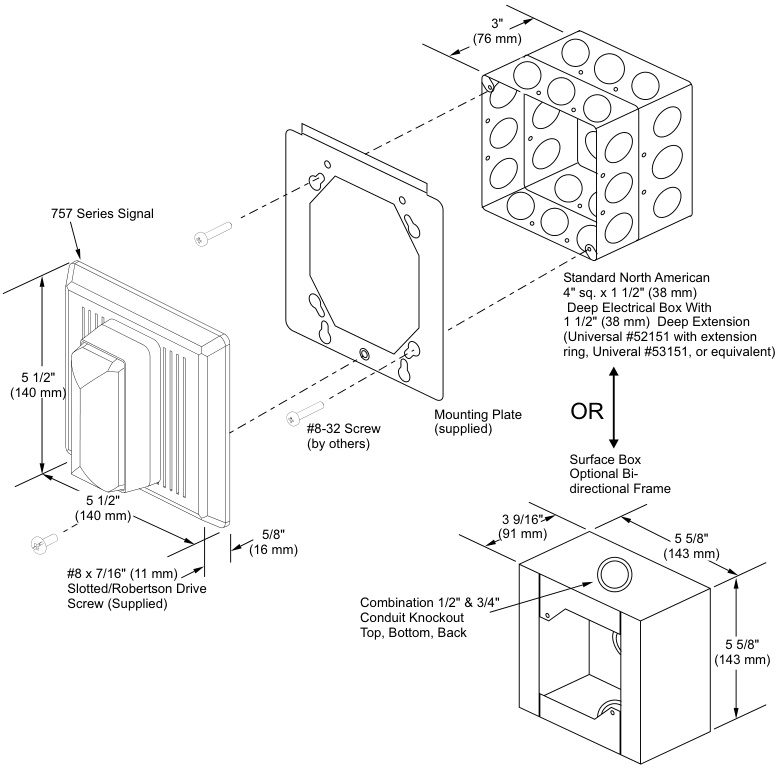 3"
(76 mm)
757 Series Signal
Standard North American
4" sq. x 1 1/2" (38 mm)
Deep Electrical Box With
1 1/2" (38 mm) Deep Extension
(Universal #52151 with extension
ring, Univeral #53151, or equivalent)
5 1/2"
(140 mm)
OR
Mounting Plate
(supplied)
#8-32 Screw
(by others)
Surface Box
Optional Bi-
directional Frame
5 1/2"
(140 mm)
5/8"
(16 mm)
3 9/16"
(91 mm)
5 5/8"
(143 mm)
#8 x 7/16" (11 mm)
Slotted/Robertson Drive
Screw (Supplied)
Combination 1/2" & 3/4"
Conduit Knockout
Top, Bottom, Back
5 5/8"
(143 mm)